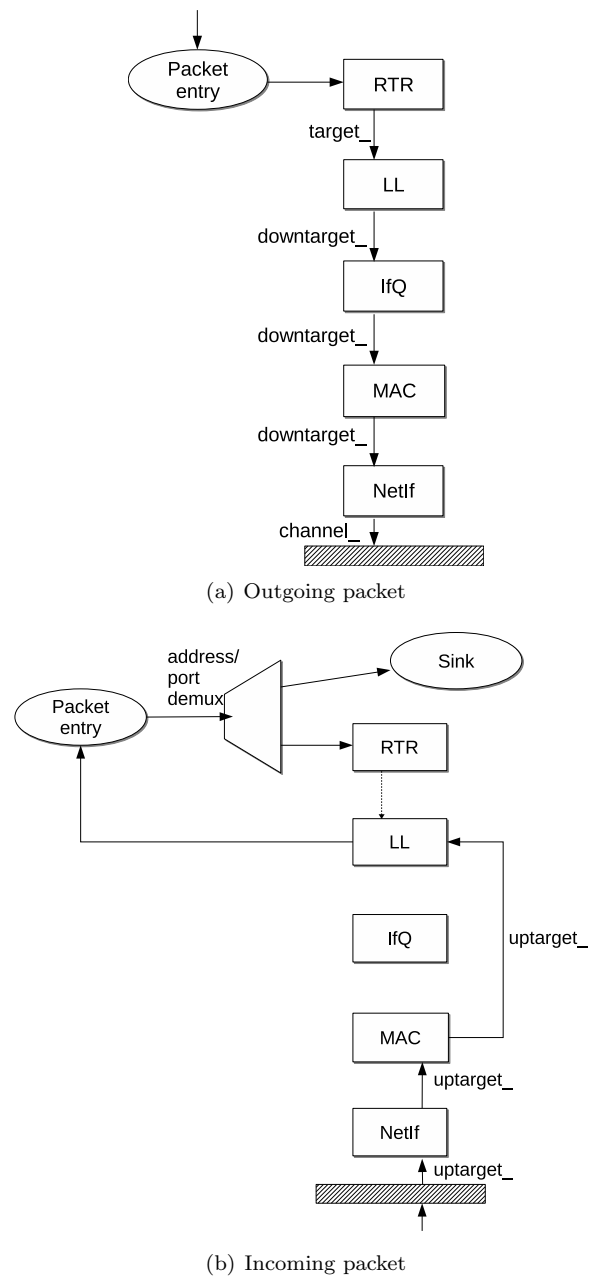 Packet
entry
RTR
target_
LL
downtarget_
IfQ
downtarget_
MAC
downtarget_
NetIf
channel_
(a) Outgoing packet
address/
port
demux
Sink
Packet
entry
RTR
LL
IfQ
uptarget_
MAC
uptarget_
NetIf
uptarget_
(b) Incoming packet